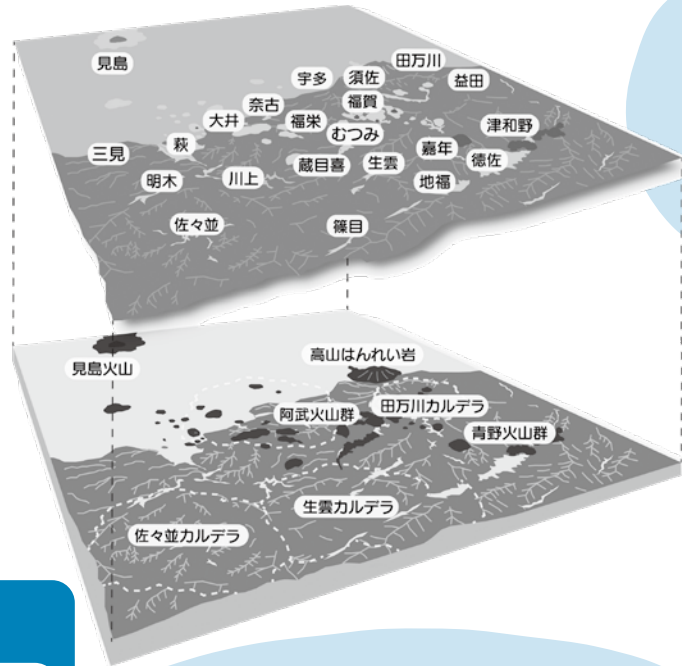 見島
田万川
宇多
須佐
益田
奈古
福賀
大井
福栄
津和野
むつみ
萩
嘉年
三見
蔵目喜
生雲
徳佐
明木
川上
地福
佐々並
篠目
高山はんれい岩
見島火山
阿武火山群
田万川カルデラ
青野火山群
生雲カルデラ
佐々並カルデラ